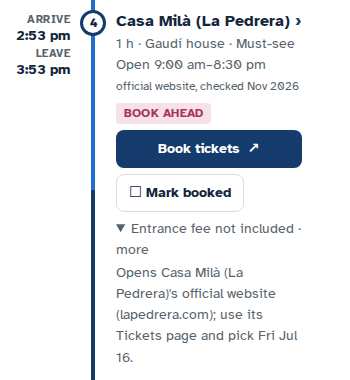 ARRIVE
2:53 pm
LEAVE
3:53 pm
4
Casa Milà (La Pedrera) ›
1 h · Gaudí house · Must-see
Open 9:00 am–8:30 pm
official website, checked Nov 2026
BOOK AHEAD
Book tickets ↗
☐ Mark booked
▼ Entrance fee not included ·
more
Opens Casa Milà (La
Pedrera)'s official website
(lapedrera.com); use its
Tickets page and pick Fri Jul
16.